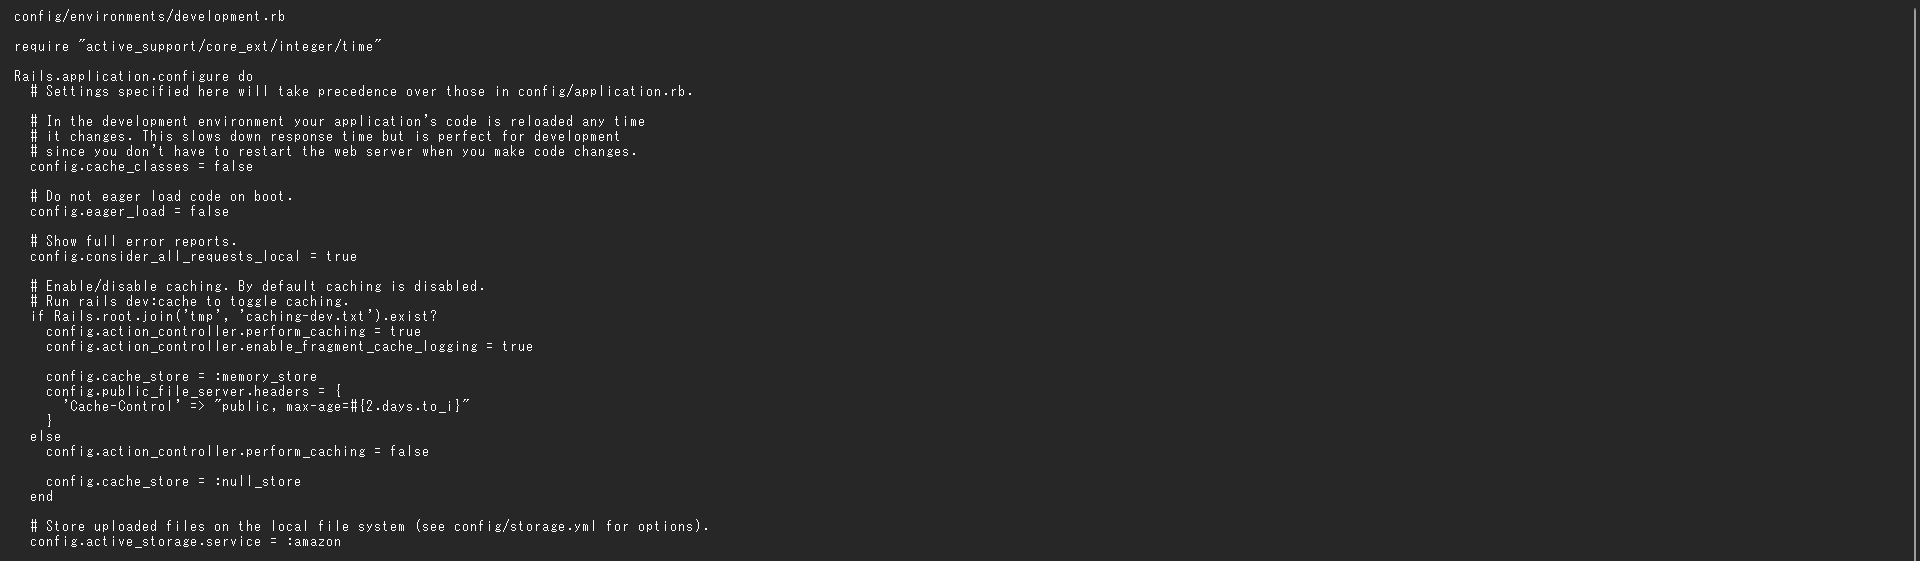 config/environments/development.rb

require "active_support/core_ext/integer/time"

Rails.application.configure do
  # Settings specified here will take precedence over those in config/application.rb.

  # In the development environment your application's code is reloaded any time
  # it changes. This slows down response time but is perfect for development
  # since you don't have to restart the web server when you make code changes.
  config.cache_classes = false

  # Do not eager load code on boot.
  config.eager_load = false

  # Show full error reports.
  config.consider_all_requests_local = true

  # Enable/disable caching. By default caching is disabled.
  # Run rails dev:cache to toggle caching.
  if Rails.root.join('tmp', 'caching-dev.txt').exist?
    config.action_controller.perform_caching = true
    config.action_controller.enable_fragment_cache_logging = true

    config.cache_store = :memory_store
    config.public_file_server.headers = {
      'Cache-Control' => "public, max-age=#{2.days.to_i}"
    }
  else
    config.action_controller.perform_caching = false

    config.cache_store = :null_store
  end

  # Store uploaded files on the local file system (see config/storage.yml for options).
  config.active_storage.service = :amazon